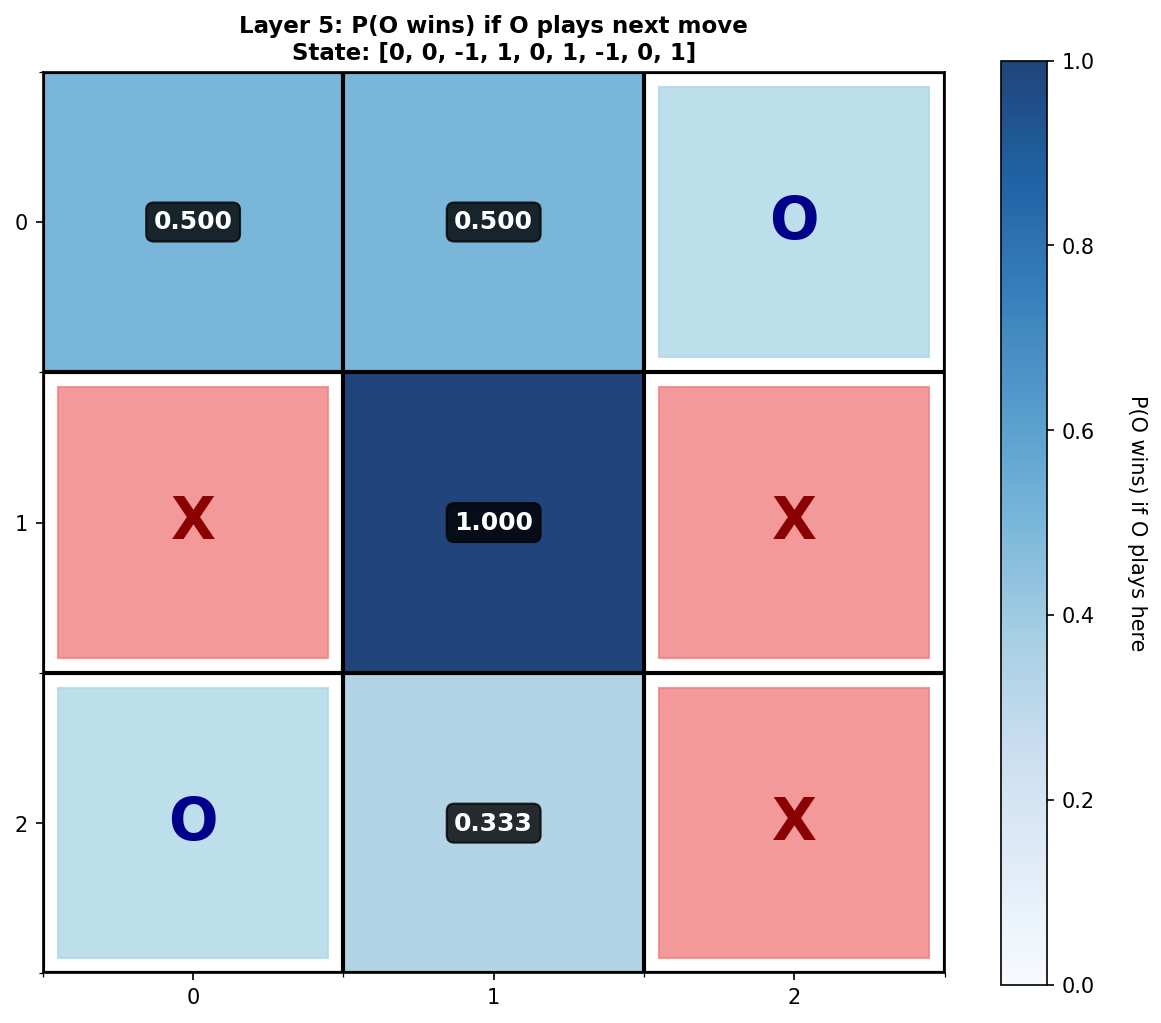 Layer 5: P(O wins) if O plays next move
State: [0, 0, -1, 1, 0, 1, -1, 0, 1]
0
0.500
0.500
O
1
X
1.000
X
2
O
0.333
X
0
1
2
1.0
0.8
0.6
0.4
0.2
0.0
P(O wins) if O plays here